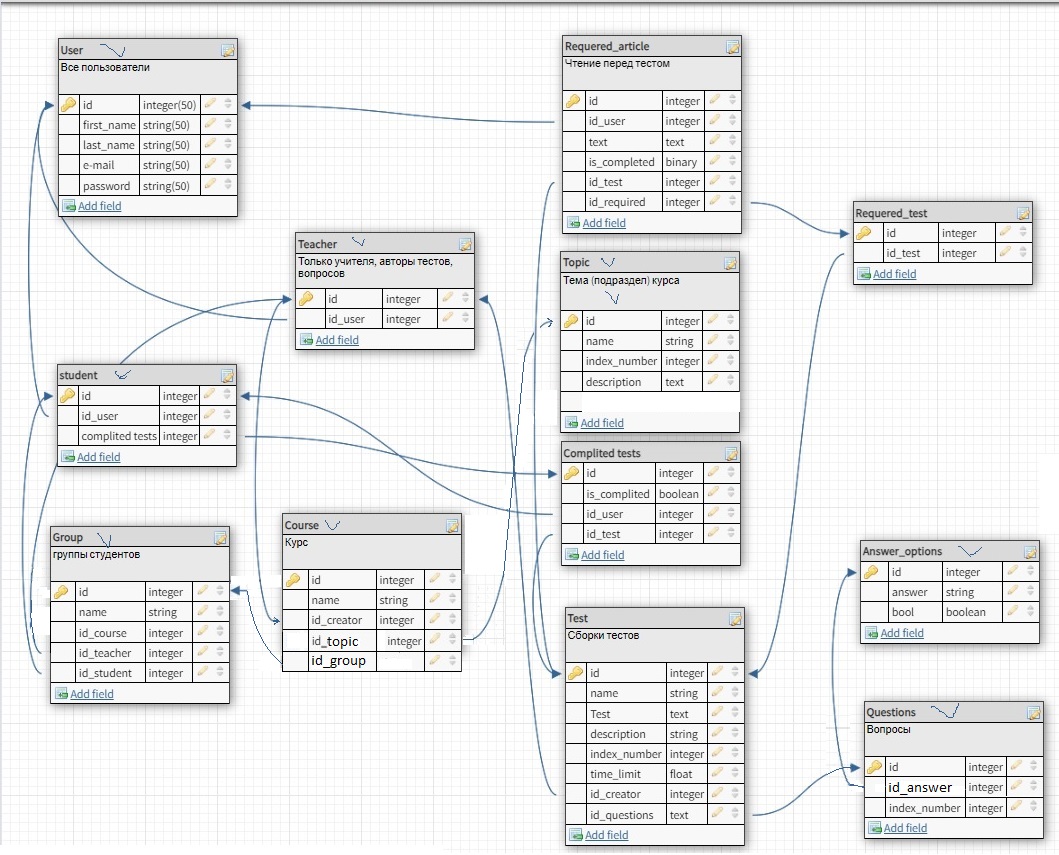 User
Все пользователи
id integer(50)
first_name string(50)
last_name string(50)
e-mail string(50)
password string(50)
Add field
Requered_article
Чтение перед тестом
id integer
id_user integer
text text
is_completed binary
id_test integer
id_required integer
Add field
Requered_test
id integer
id_test integer
Add field
Teacher
Только учителя, авторы тестов,
вопросов
id integer
id_user integer
Add field
Topic
Тема (подраздел) курса
id integer
name string
index_number integer
description text
Add field
student
id integer
id_user integer
complited tests integer
Add field
Complited tests
id integer
is_complited boolean
id_user integer
id_test integer
Add field
Group
группы студентов
id integer
name string
id_course integer
id_teacher integer
id_student integer
Add field
Course
Курс
id integer
name string
id_creator integer
id_topic integer
id_group
Answer_options
id integer
answer string
bool boolean
Add field
Test
Сборки тестов
id integer
name string
Test text
description string
index_number integer
time_limit float
id_creator integer
id_questions text
Add field
Questions
Вопросы
id integer
id_answer integer
index_number integer
Add field